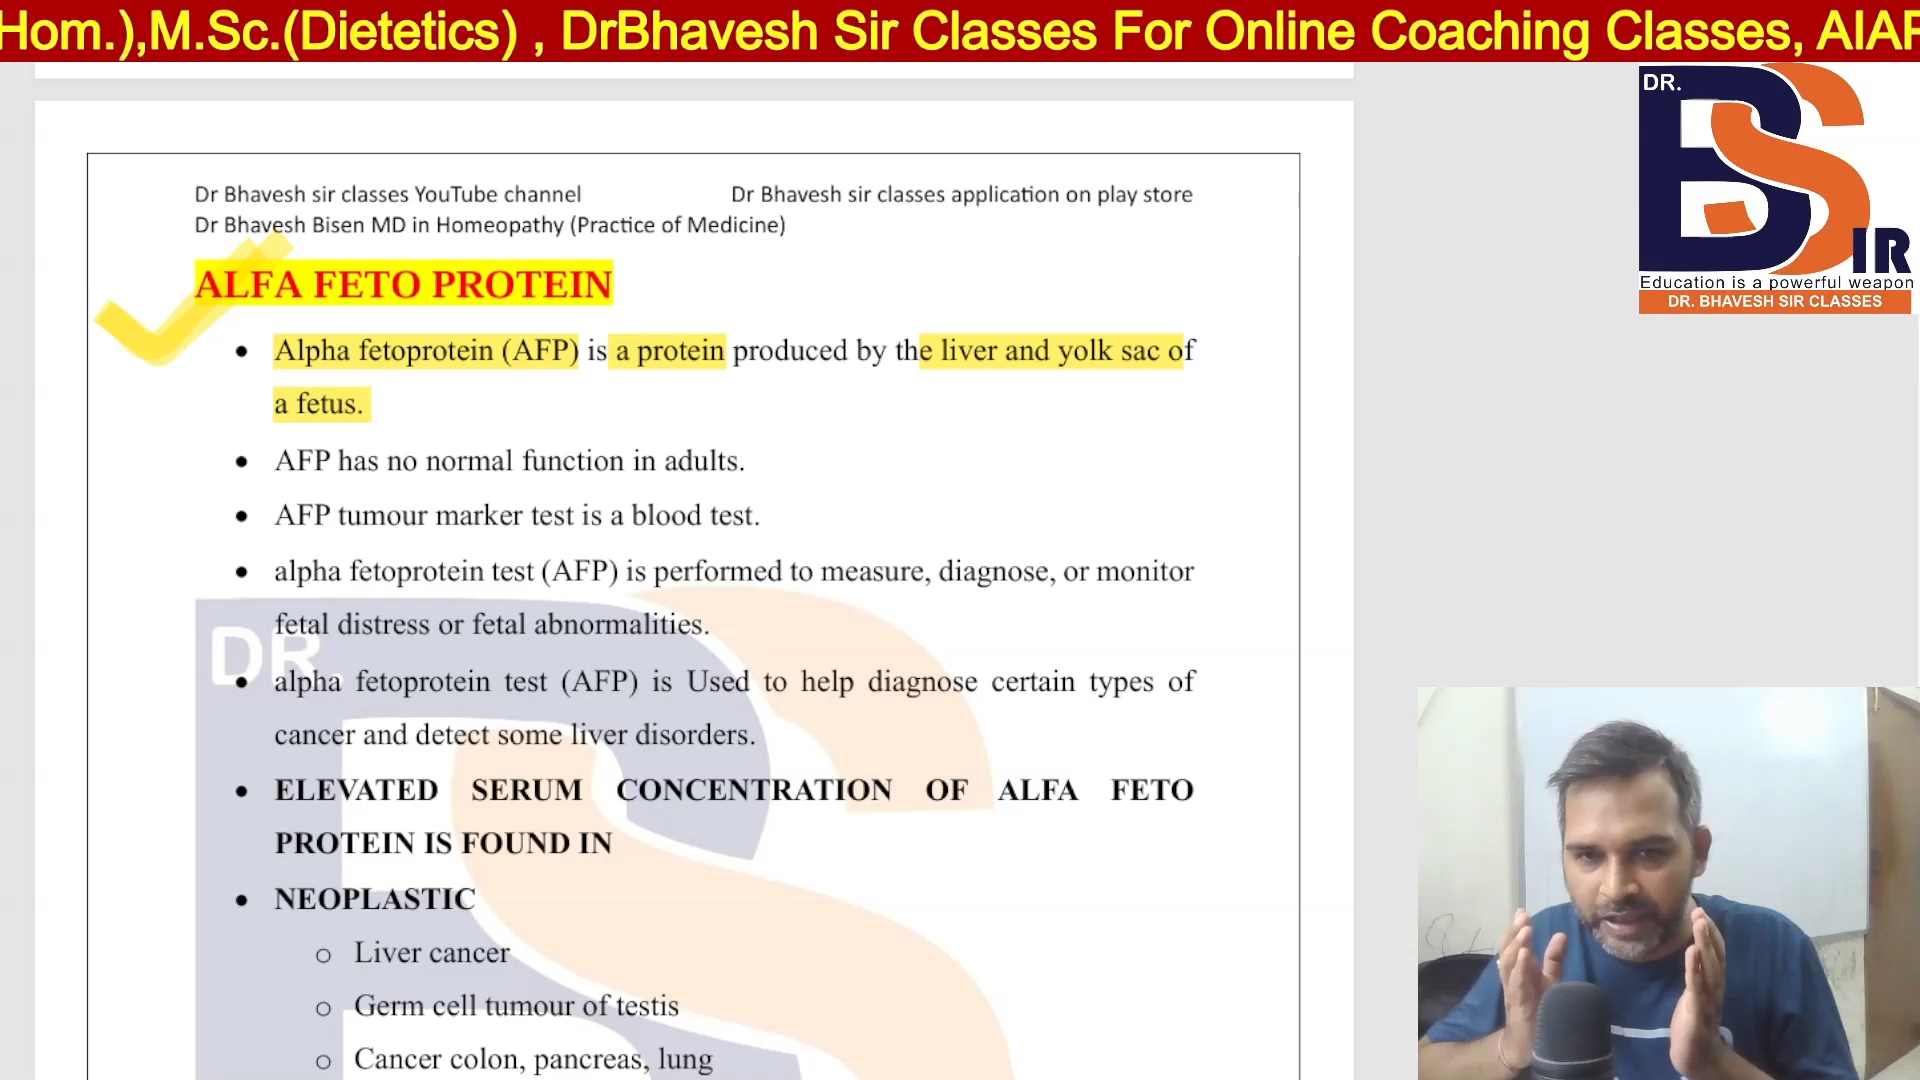 Hom.),M.Sc.(Dietetics) , DrBhavesh Sir Classes For Online Coaching Classes, AIAP
DR.
BS
IR
Education is a powerful weapon
DR. BHAVESH SIR CLASSES
Dr Bhavesh sir classes YouTube channel Dr Bhavesh sir classes application on play store
Dr Bhavesh Bisen MD in Homeopathy (Practice of Medicine)
ALFA FETO PROTEIN
• Alpha fetoprotein (AFP) is a protein produced by the liver and yolk sac of
a fetus.
• AFP has no normal function in adults.
• AFP tumour marker test is a blood test.
• alpha fetoprotein test (AFP) is performed to measure, diagnose, or monitor
fetal distress or fetal abnormalities.
DR.
• alpha fetoprotein test (AFP) is Used to help diagnose certain types of
cancer and detect some liver disorders.
• ELEVATED SERUM CONCENTRATION OF ALFA FETO
PROTEIN IS FOUND IN
• NEOPLASTIC
o Liver cancer
o Germ cell tumour of testis
o Cancer colon, pancreas, lung